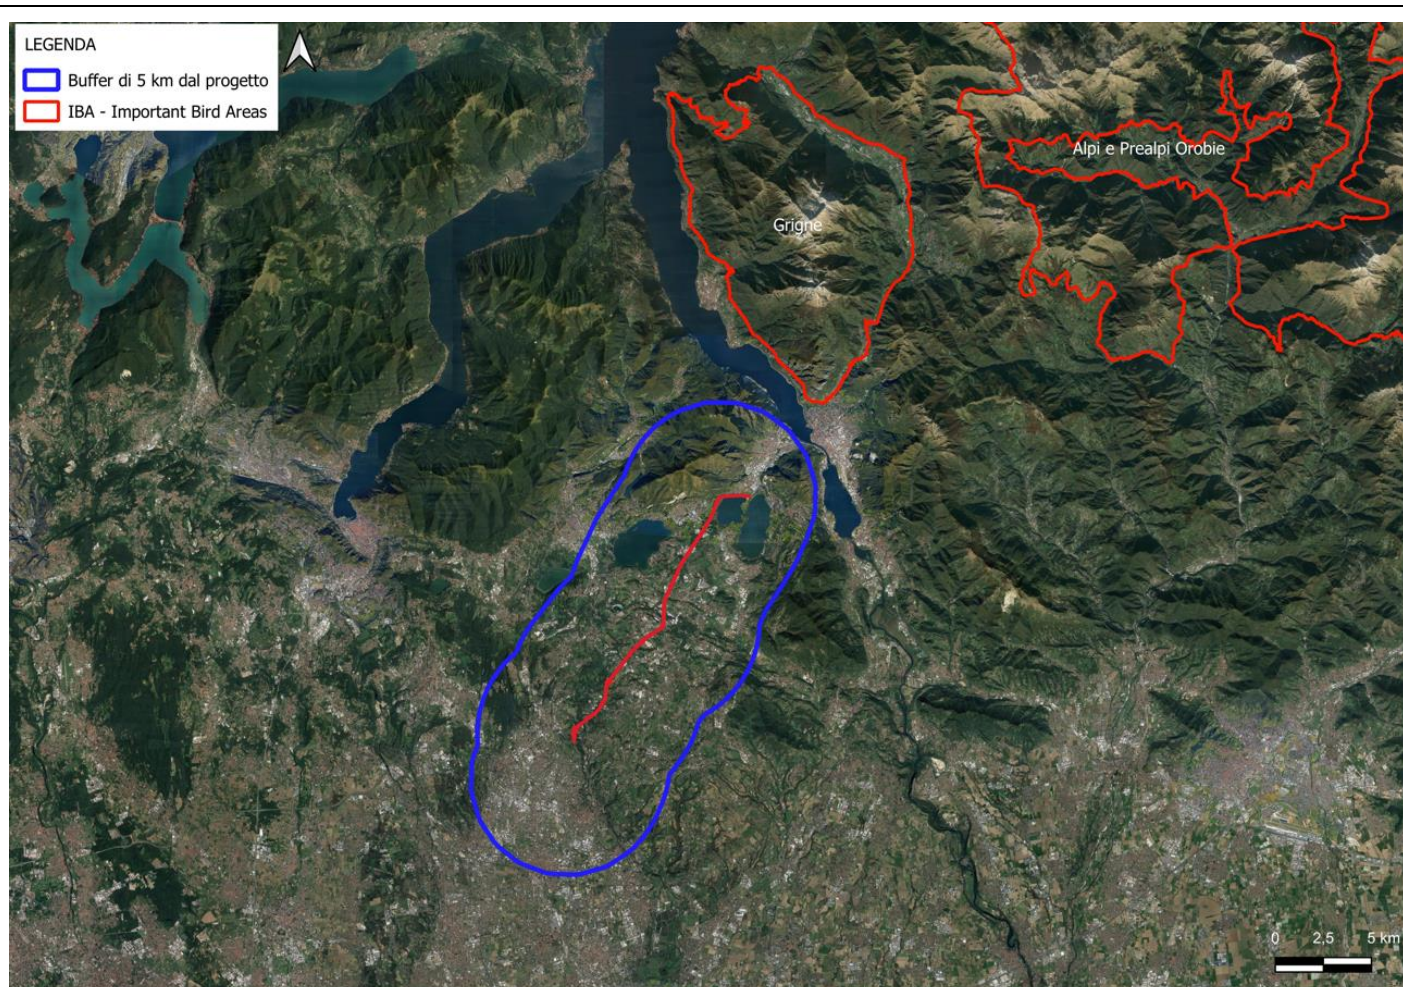 LEGENDA
Buffer di 5 km dal progetto
IBA - Important Bird Areas
Alpi e Prealpi Orobie
Grigne
0 2,5 5 km